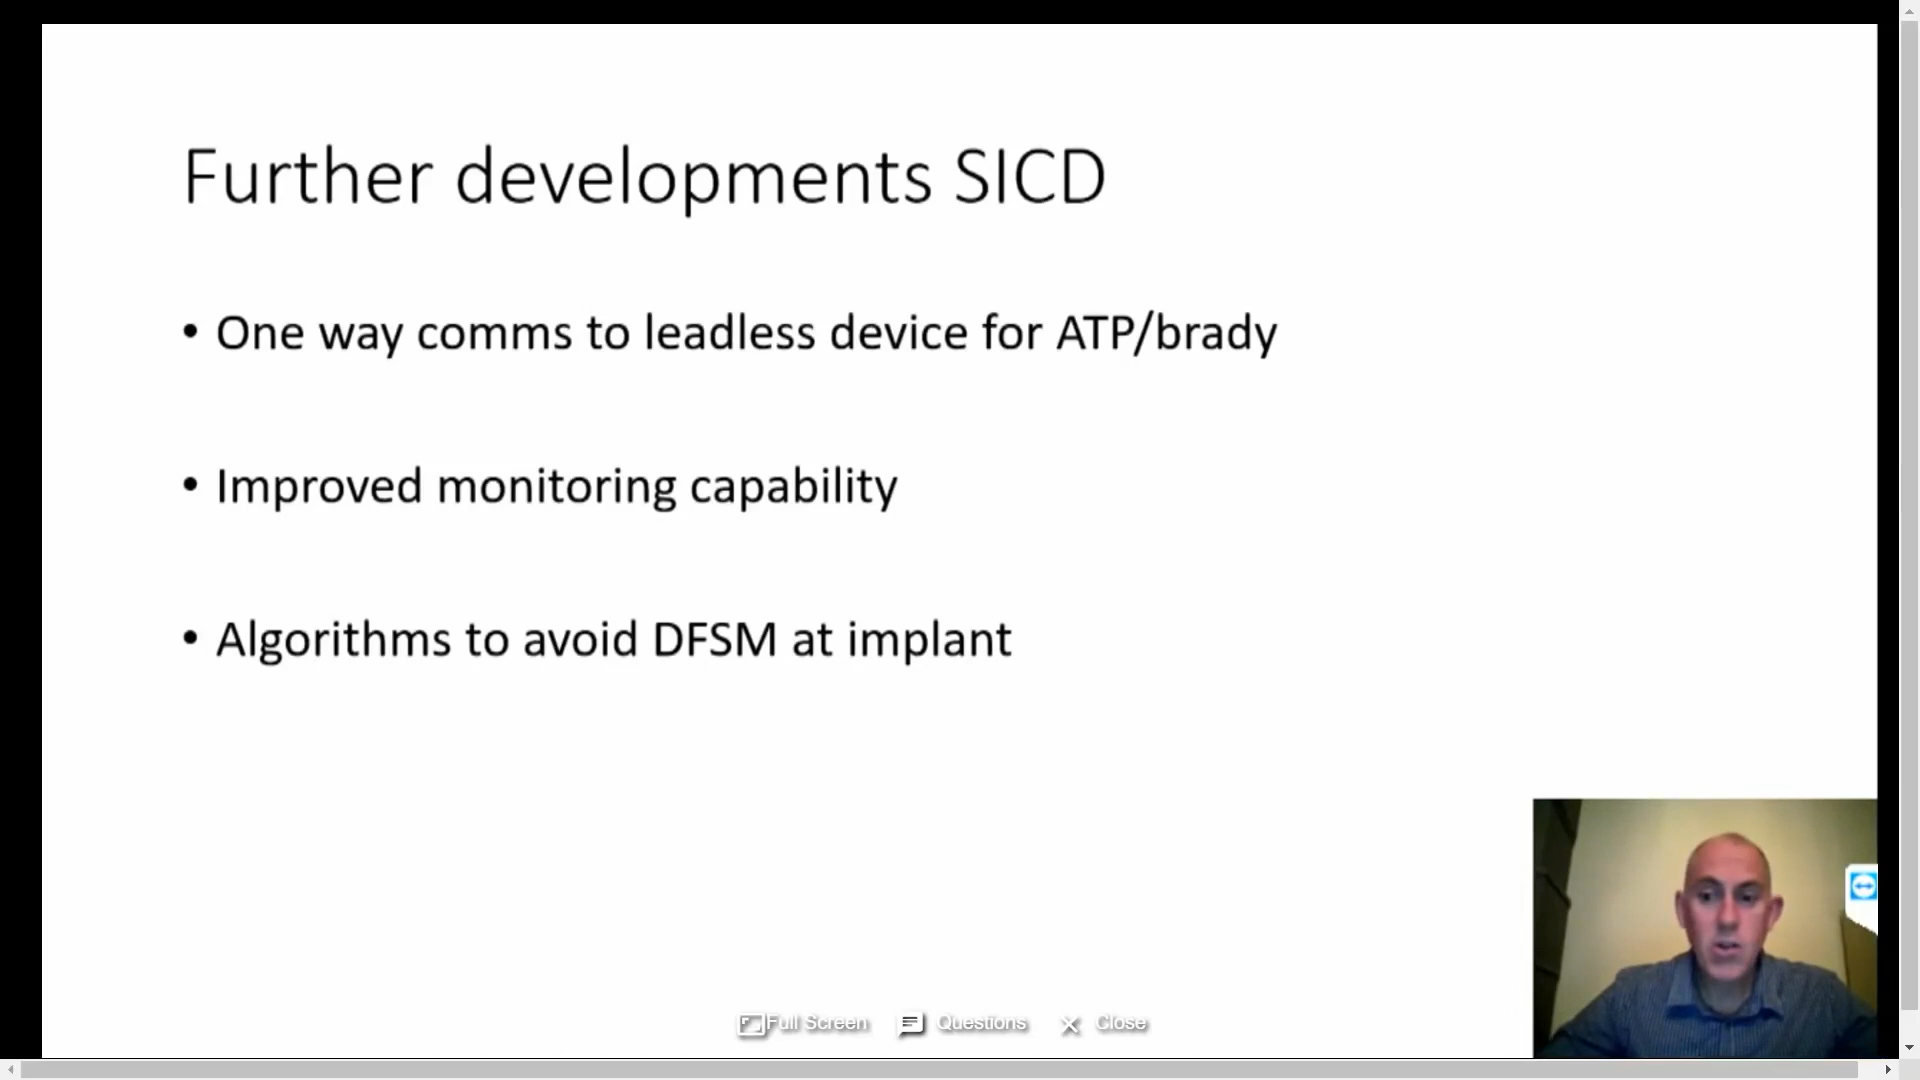 Further developments SICD
• One way comms to leadless device for ATP/brady
• Improved monitoring capability
• Algorithms to avoid DFSM at implant
Full Screen Questions Close